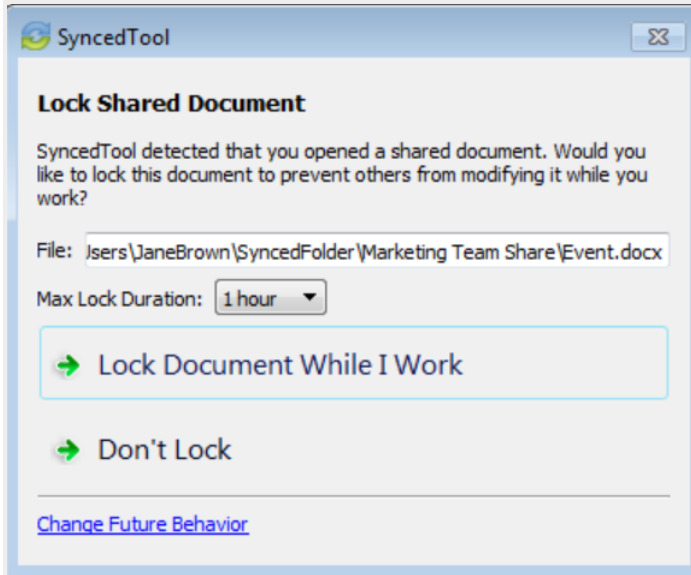 SyncedTool
Lock Shared Document
SyncedTool detected that you opened a shared document. Would you
like to lock this document to prevent others from modifying it while you
work?
File: Jsers\JaneBrown\SyncedFolder\Marketing Team Share\Event.docx
Max Lock Duration: 1 hour
Lock Document While I Work
Don't Lock
Change Future Behavior